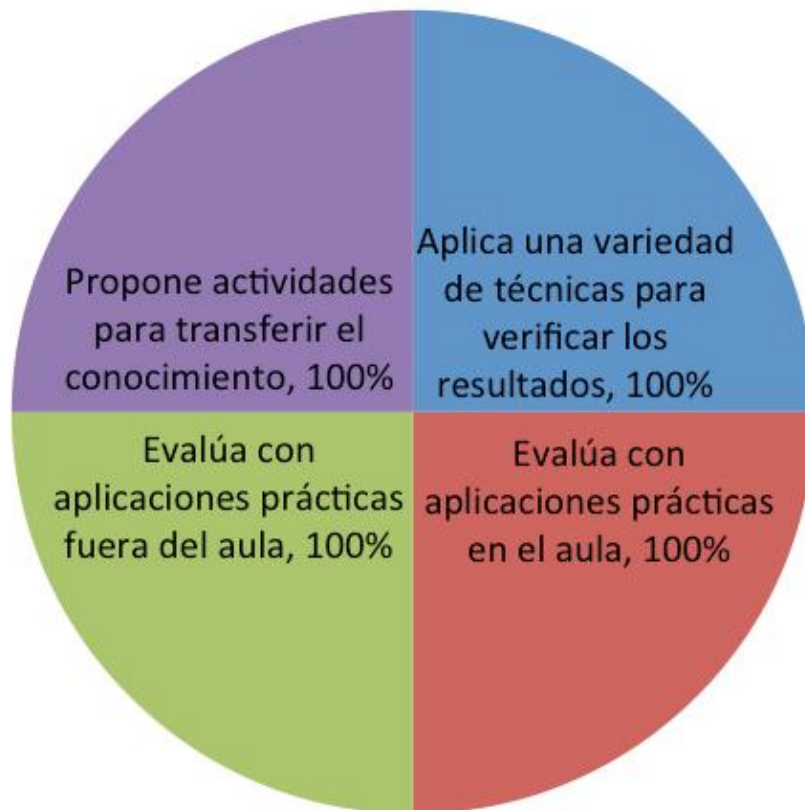 Propone actividades
para transferir el
conocimiento, 100%
Aplica una variedad
de técnicas para
verificar los
resultados, 100%
Evalúa con
aplicaciones prácticas
fuera del aula, 100%
Evalúa con
aplicaciones prácticas
en el aula, 100%